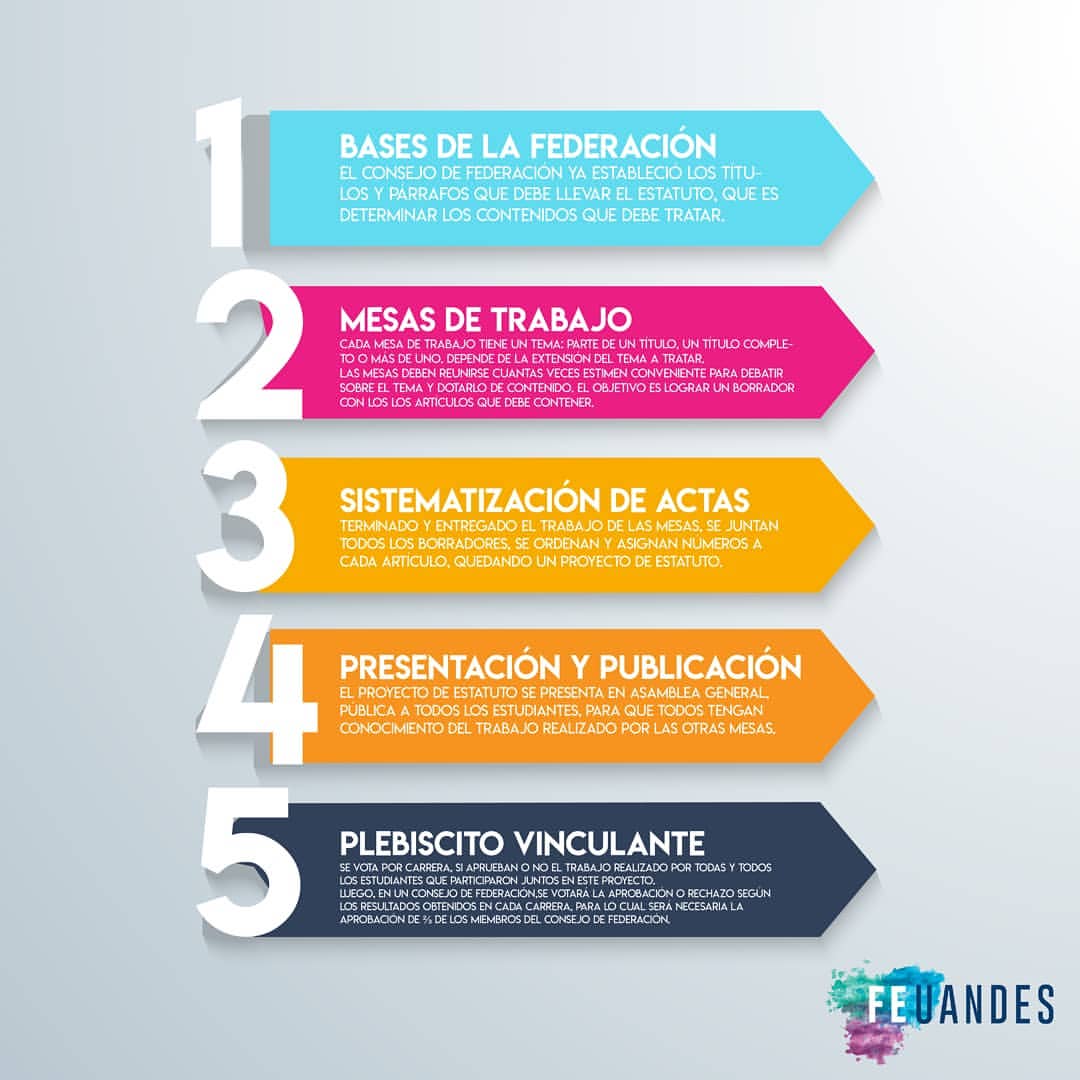 1
BASES DE LA FEDERACIÓN
EL CONSEJO DE FEDERACIÓN YA ESTABLECIÓ LOS TÍTU-
LOS Y PÁRRAFOS QUE DEBE LLEVAR EL ESTATUTO, QUE ES
DETERMINAR LOS CONTENIDOS QUE DEBE TRATAR.
2
MESAS DE TRABAJO
CADA MESA DE TRABAJO TIENE UN TEMA: PARTE DE UN TÍTULO, UN TÍTULO COMPLE-
TO O MÁS DE UNO. DEPENDE DE LA EXTENSIÓN DEL TEMA A TRATAR.
LAS MESAS DEBEN REUNIRSE CUANTAS VECES ESTIMEN CONVENIENTE PARA DEBATIR
SOBRE EL TEMA Y DOTARLO DE CONTENIDO. EL OBJETIVO ES LOGRAR UN BORRADOR
CON LOS LOS ARTÍCULOS QUE DEBE CONTENER.
3
SISTEMATIZACIÓN DE ACTAS
TERMINADO Y ENTREGADO EL TRABAJO DE LAS MESAS, SE JUNTAN
TODOS LOS BORRADORES, SE ORDENAN Y ASIGNAN NÚMEROS A
CADA ARTÍCULO, QUEDANDO UN PROYECTO DE ESTATUTO.
4
PRESENTACIÓN Y PUBLICACIÓN
EL PROYECTO DE ESTATUTO SE PRESENTA EN ASAMBLEA GENERAL,
PÚBLICA A TODOS LOS ESTUDIANTES, PARA QUE TODOS TENGAN
CONOCIMIENTO DEL TRABAJO REALIZADO POR LAS OTRAS MESAS.
5
PLEBISCITO VINCULANTE
SE VOTA POR CARRERA, SI APRUEBAN O NO EL TRABAJO REALIZADO POR TODAS Y TODOS
LOS ESTUDIANTES QUE PARTICIPARON JUNTOS EN ESTE PROYECTO.
LUEGO, EN UN CONSEJO DE FEDERACIÓN,SE VOTARÁ LA APROBACIÓN O RECHAZO SEGÚN
LOS RESULTADOS OBTENIDOS EN CADA CARRERA, PARA LO CUAL SERÁ NECESARIA LA
APROBACIÓN DE ⅔ DE LOS MIEMBROS DEL CONSEJO DE FEDERACIÓN.
FEUANDES